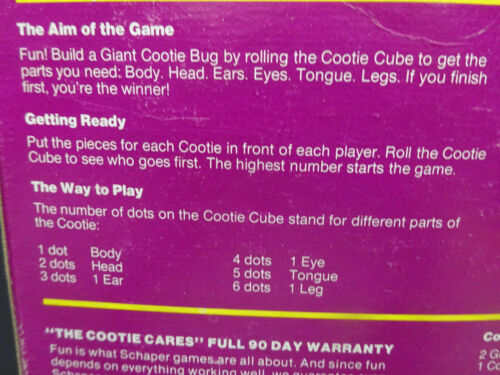 The Aim of the Game
Fun! Build a Giant Cootie Bug by rolling the Cootie Cube to get the
parts you need: Body. Head. Ears. Eyes. Tongue. Legs. If you finish
first, you're the winner!
Getting Ready
Put the pieces for each Cootie in front of each player. Roll the Cootie
Cube to see who goes first. The highest number starts the game.
The Way to Play
The number of dots on the Cootie Cube stand for different parts of
the Cootie:
1 dot Body
2 dots Head
3 dots 1 Ear
4 dots 1 Eye
5 dots Tongue
6 dots 1 Leg
"THE COOTIE CARES" FULL 90 DAY WARRANTY
Fun is what Schaper games are all about. And since fun
depends on everything working well, we
Co
2 G
1 Co